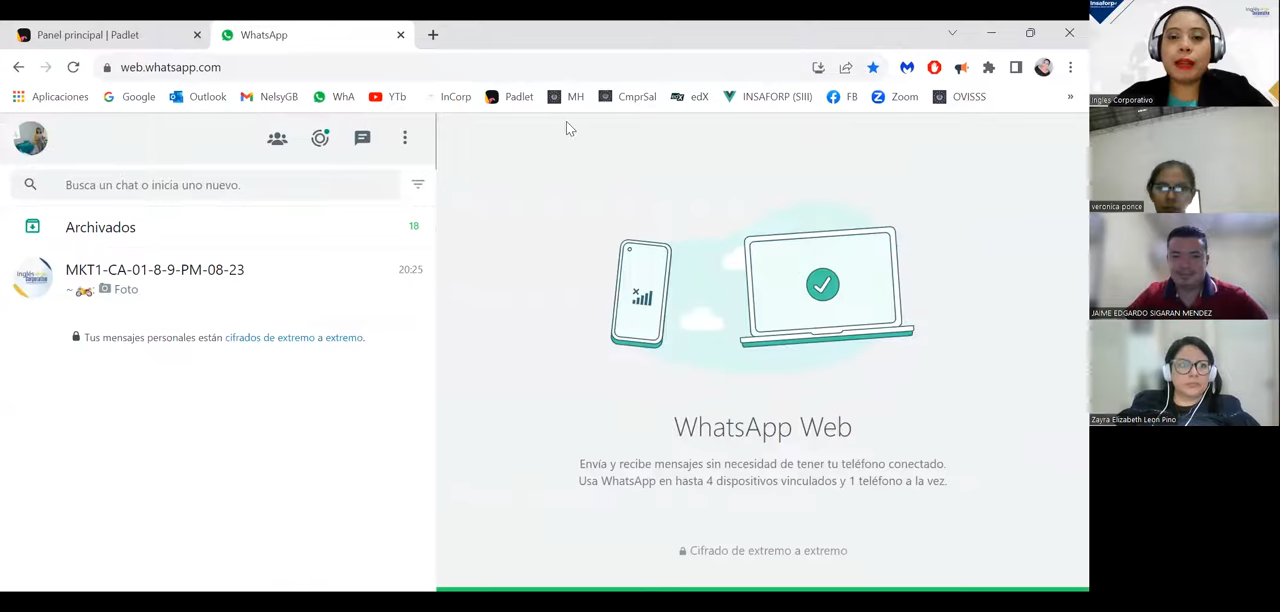 Panel principal | Padlet
WhatsApp
web.whatsapp.com
Aplicaciones
Google
Outlook
NelsyGB
WhA
YTb
InCorp
Padlet
MH
CmprSal
edX
INSAFORP (SIII)
FB
Zoom
OVISSS
»
Busca un chat o inicia uno nuevo.
Archivados
18
MKT1-CA-01-8-9-PM-08-23
20:25
~ 🏍️: Foto
Tus mensajes personales están cifrados de extremo a extremo.
WhatsApp Web
Envía y recibe mensajes sin necesidad de tener tu teléfono conectado.
Usa WhatsApp en hasta 4 dispositivos vinculados y 1 teléfono a la vez.
Cifrado de extremo a extremo
Insaforp
Ingles Corporativo
veronica ponce
JAIME EDGARDO SIGARAN MENDEZ
Zayra Elizabeth Leon Pino